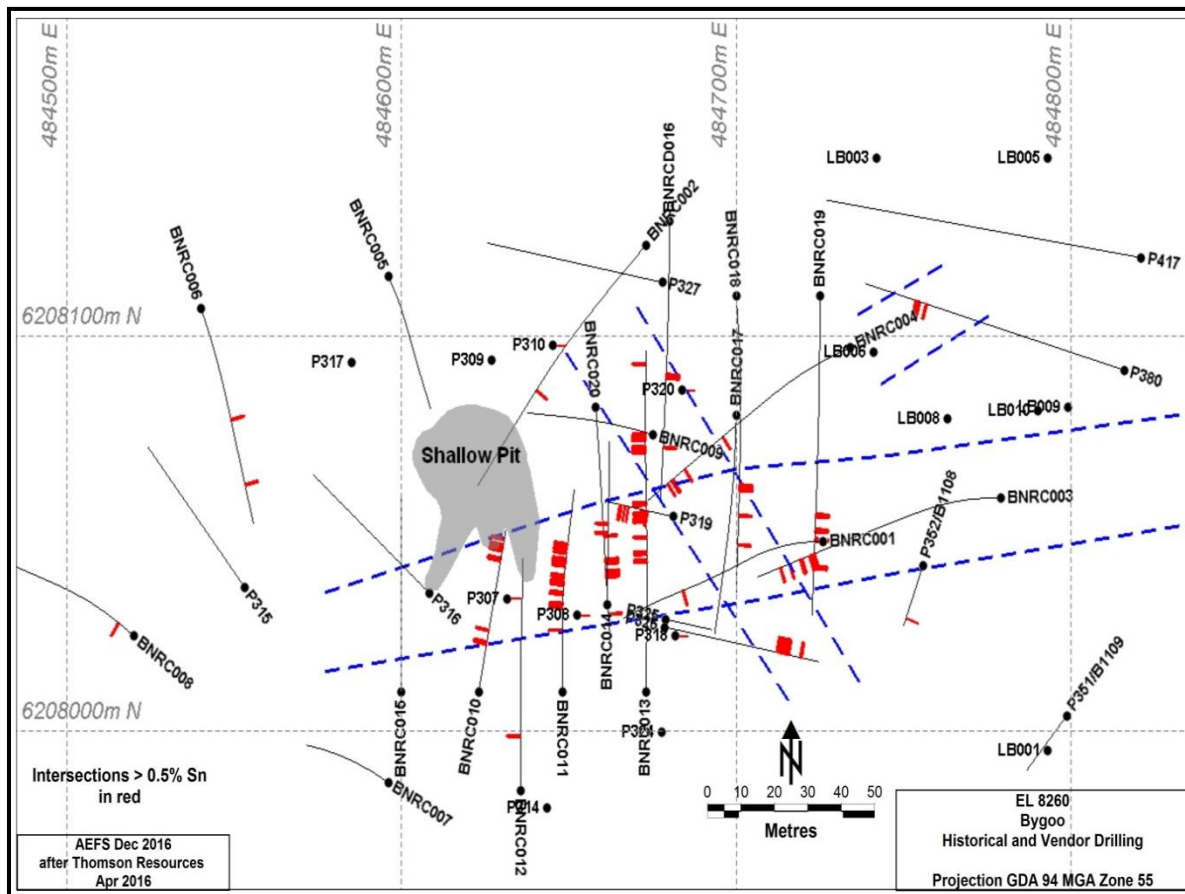 484500m E
484600m E
484700m E
484800m E
6208100m N
6208000m N
LB003
LB005
BNRCD016
BNRC002
BNRC005
BNRC006
BNRC018
BNRC019
P417
P327
P310
P309
P317
BNRC020
BNRC017
BNRC004
LB006
P380
P320
LB008
LB010
LB009
Shallow Pit
BNRC009
BNRC003
P319
BNRC001
P352/B1108
P315
P316
P307
P308
P325
P318
BNRC014
BNRC008
BNRC015
BNRC010
BNRC011
BNRC013
P324
P351/B1109
LB001
BNRC007
BNRC012
N
Intersections > 0.5% Sn
in red
0 10 20 30 40 50
Metres
AEFS Dec 2016
after Thomson Resources
Apr 2016
EL 8260
Bygoo
Historical and Vendor Drilling
Projection GDA 94 MGA Zone 55